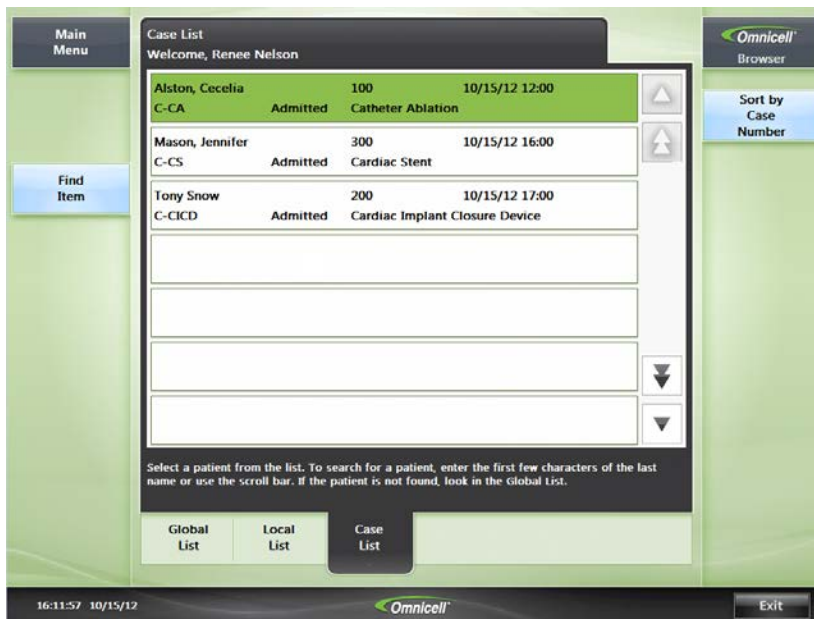 Main
Menu
Case List
Welcome, Renee Nelson
Omnicell
Browser
Alston, Cecelia 100 10/15/12 12:00
C-CA Admitted Catheter Ablation
Sort by
Case
Number
Mason, Jennifer 300 10/15/12 16:00
C-CS Admitted Cardiac Stent
Find
Item
Tony Snow 200 10/15/12 17:00
C-CICD Admitted Cardiac Implant Closure Device
Select a patient from the list. To search for a patient, enter the first few characters of the last
name or use the scroll bar. If the patient is not found, look in the Global List.
Global
List
Local
List
Case
List
16:11:57 10/15/12
Omnicell
Exit